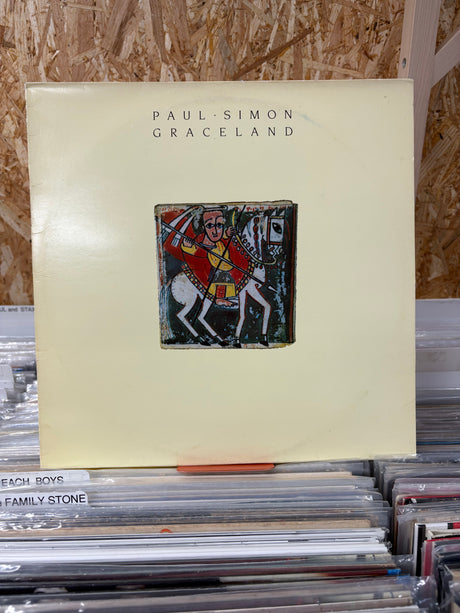 PAUL · SIMON
GRACELAND
EACH BOYS
FAMILY STONE